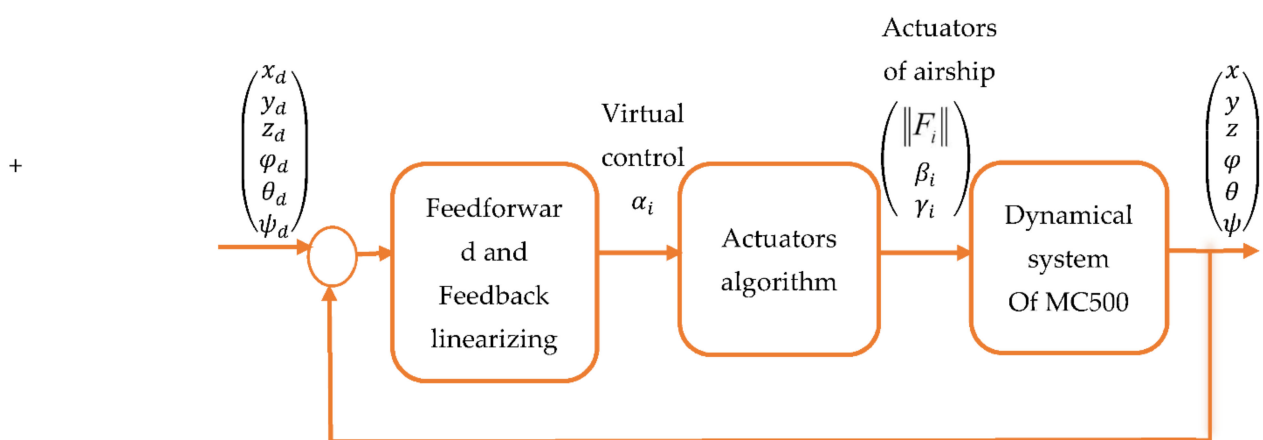 +
x_d
y_d
z_d
φ_d
θ_d
ψ_d
Feedforwar
d and
Feedback
linearizing
Virtual
control
α_i
Actuators
algorithm
Actuators
of airship
‖F_i‖
β_i
γ_i
Dynamical
system
Of MC500
x
y
z
φ
θ
ψ